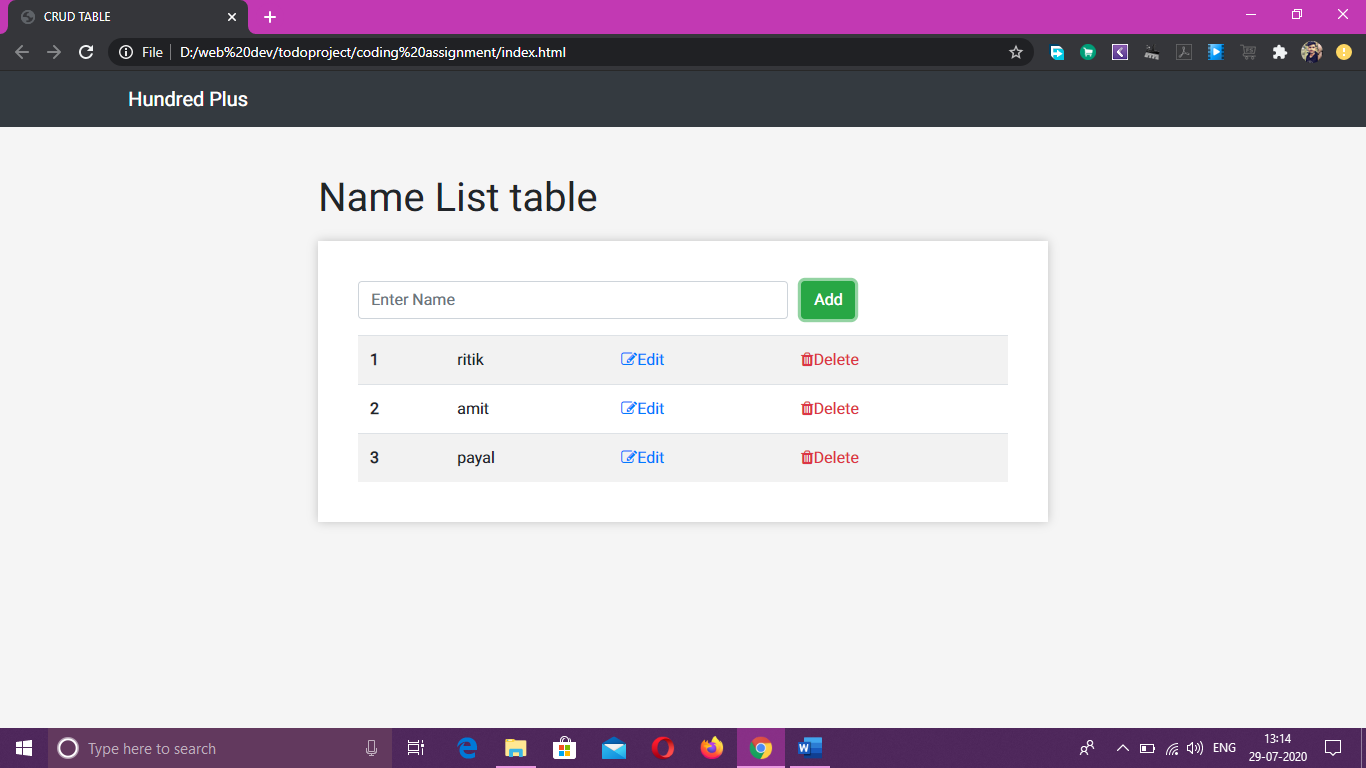 CRUD TABLE
File D:/web%20dev/todoproject/coding%20assignment/index.html
Hundred Plus
Name List table
Enter Name Add
1 ritik Edit Delete
2 amit Edit Delete
3 payal Edit Delete
Type here to search
ENG
13:14
29-07-2020